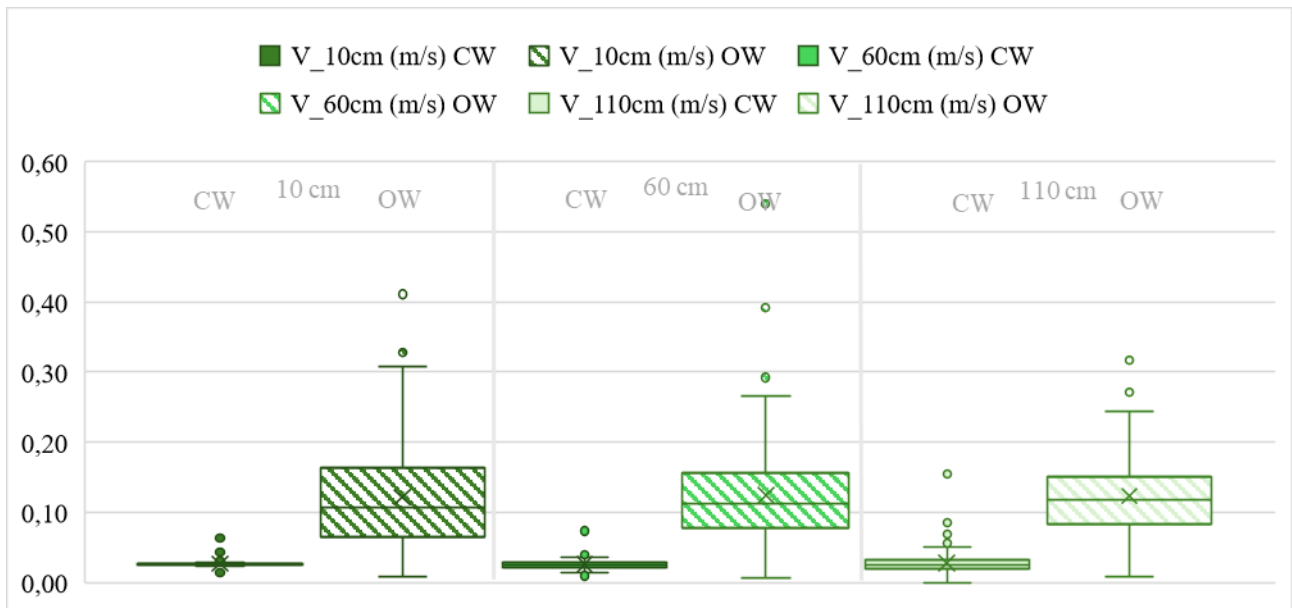 V_10cm (m/s) CW V_10cm (m/s) OW V_60cm (m/s) CW
V_60cm (m/s) OW V_110cm (m/s) CW V_110cm (m/s) OW
0,60
CW 10 cm OW CW 60 cm OW CW 110 cm OW
0,50
0,40
0,30
0,20
0,10
0,00